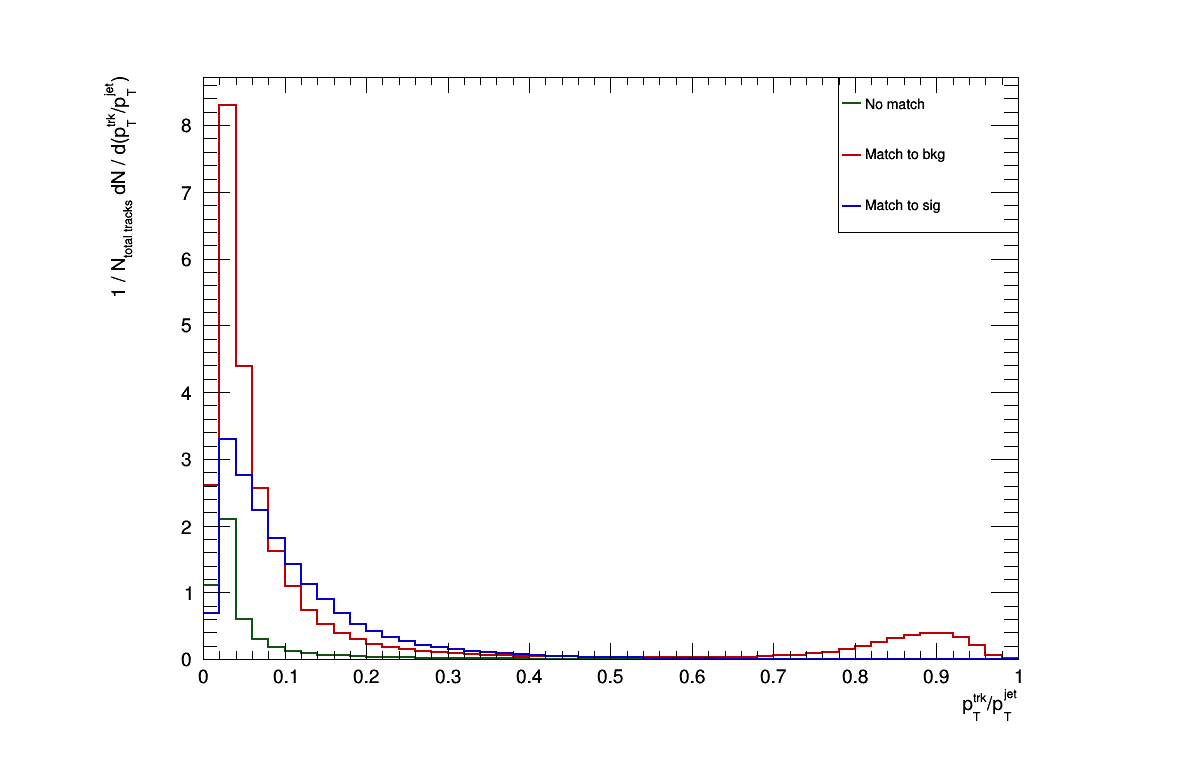 1 / N_total tracks dN / d(p_T^trk/p_T^jet)
8
7
6
5
4
3
2
1
0
No match
Match to bkg
Match to sig
0 0.1 0.2 0.3 0.4 0.5 0.6 0.7 0.8 0.9 1
p_T^trk/p_T^jet